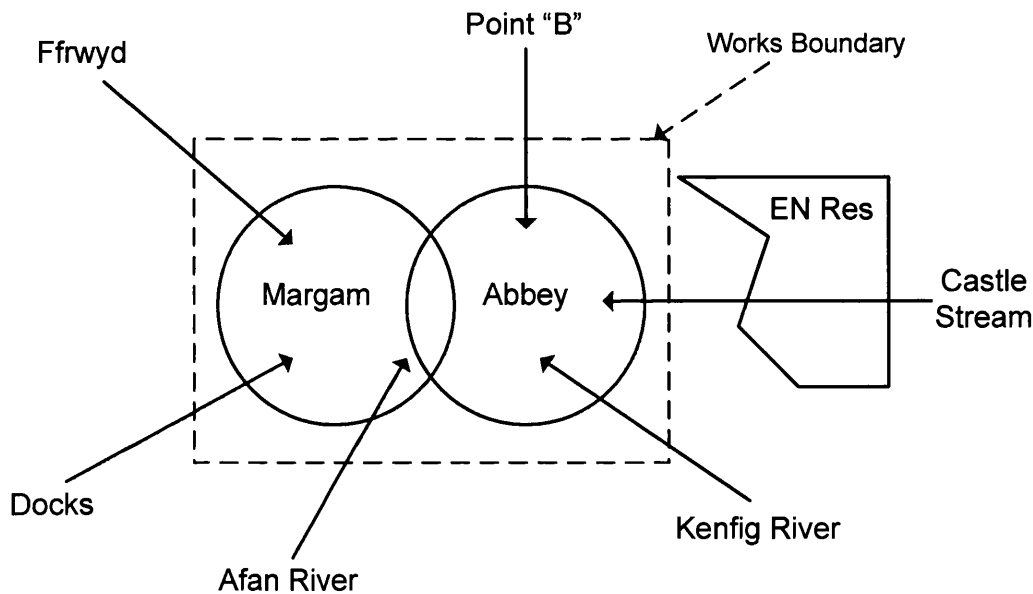 Point “B”
Works Boundary
Ffrwyd
EN Res
Margam
Abbey
Castle
Stream
Docks
Kenfig River
Afan River